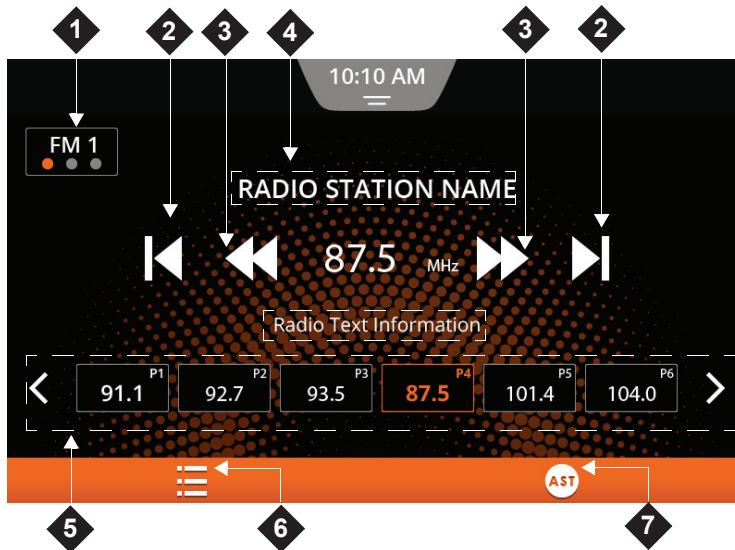 1 2 3 4 3 2
10:10 AM
FM 1
RADIO STATION NAME
87.5 MHz
Radio Text Information
P1 P2 P3 P4 P5 P6
91.1 92.7 93.5 87.5 101.4 104.0
AST
5 6 7